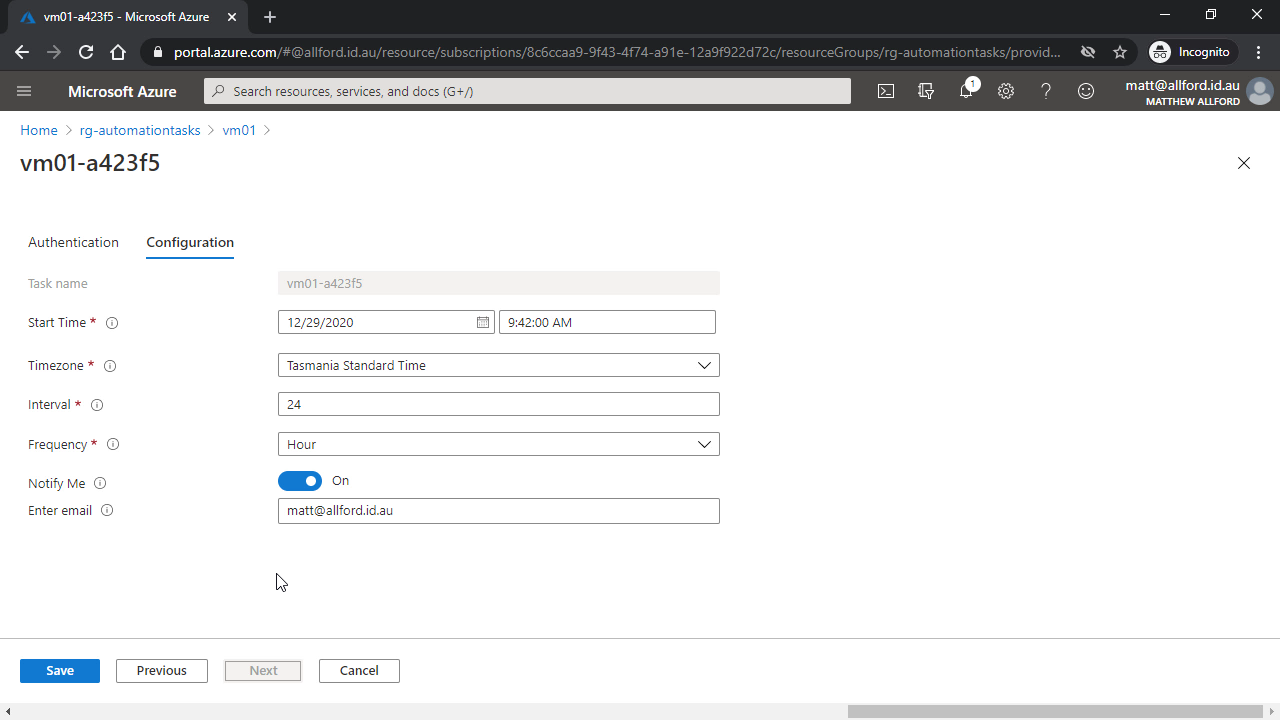 vm01-a423f5 - Microsoft Azure
portal.azure.com/#@allford.id.au/resource/subscriptions/8c6ccaa9-9f43-4f74-a91e-12a9f922d72c/resourceGroups/rg-automationtasks/provid...
Incognito
Microsoft Azure
Search resources, services, and docs (G+/)
1
matt@allford.id.au
MATTHEW ALLFORD
Home > rg-automationtasks > vm01 >
vm01-a423f5
Authentication Configuration
Task name vm01-a423f5
Start Time * 12/29/2020 9:42:00 AM
Timezone * Tasmania Standard Time
Interval * 24
Frequency * Hour
Notify Me On
Enter email matt@allford.id.au
Save Previous Next Cancel